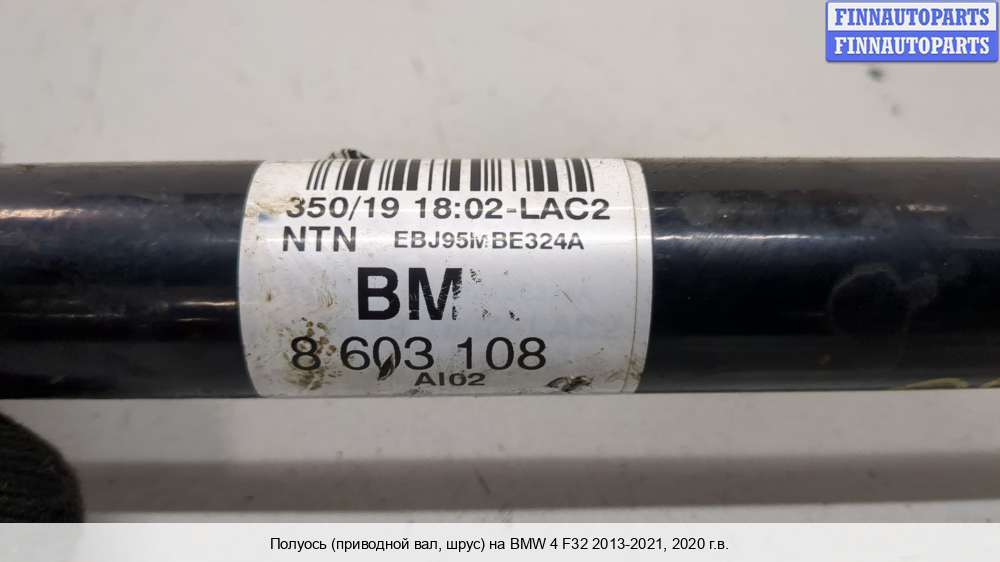 FINNAUTOPARTS
FINNAUTOPARTS
350/19 18:02-LAC2
NTN EBJ95MBE324A
BM
8 603 108
AI02
Полуось (приводной вал, шрус) на BMW 4 F32 2013-2021, 2020 г.в.